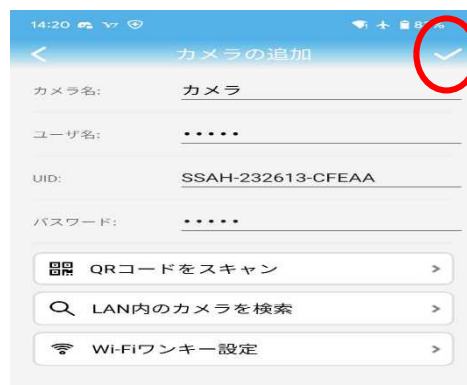 14:20
カメラの追加
カメラ名: カメラ
ユーザ名: •••••
UID: SSAH-232613-CFEAA
パスワード: •••••
QRコードをスキャン
LAN内のカメラを検索
Wi-Fiワンキー設定